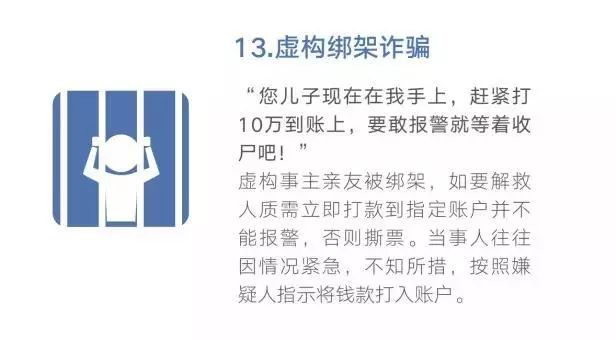 13.虚构绑架诈骗
“您儿子现在在我手上，赶紧打
10万到账上，要敢报警就等着收
尸吧！”
虚构事主亲友被绑架，如要解救
人质需立即打款到指定账户并不
能报警，否则撕票。当事人往往
因情况紧急，不知所措，按照嫌
疑人指示将钱款打入账户。